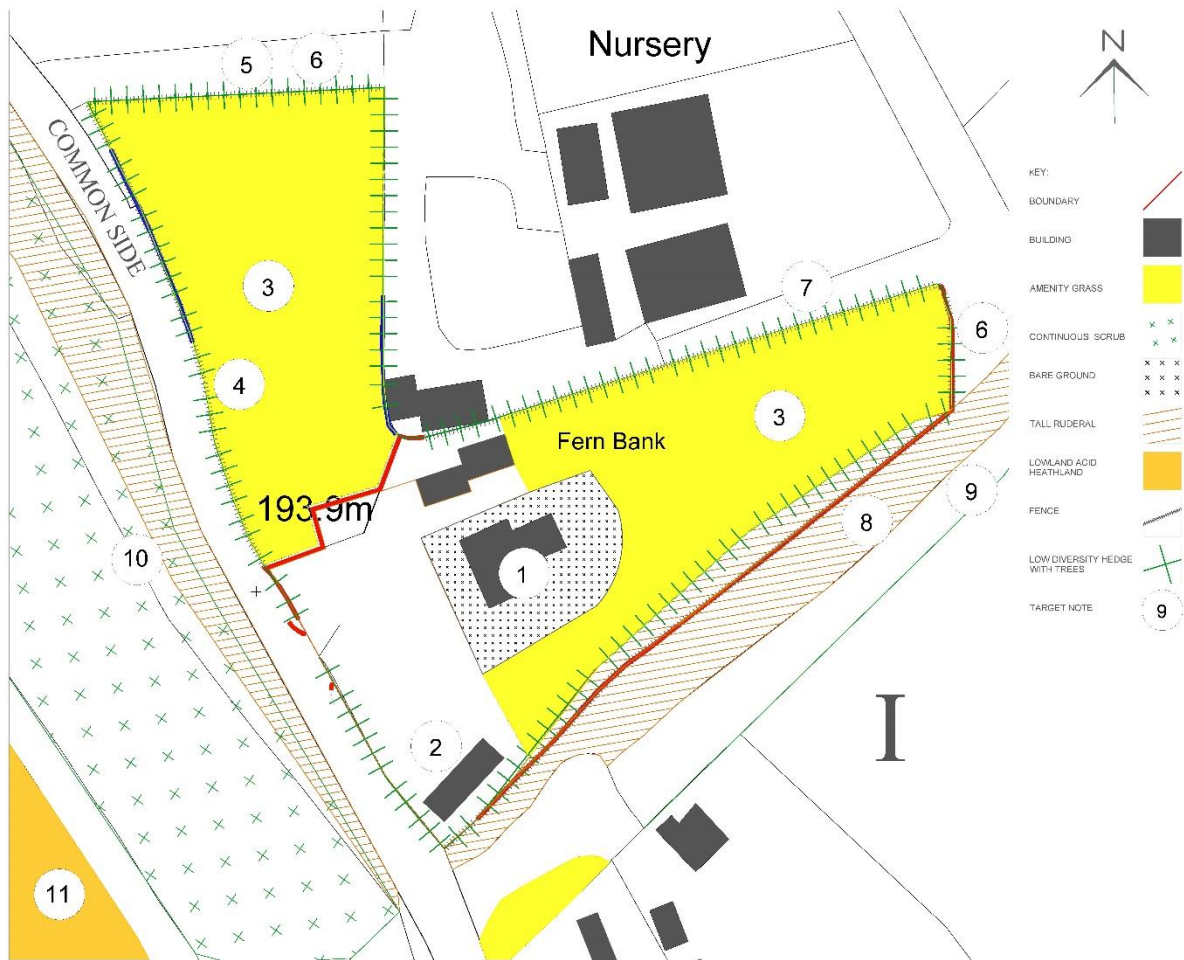 5
6
Nursery
N
COMMON SIDE
3
4
7
6
3
Fern Bank
193.9m
8
9
10
1
2
I
11
KEY:
BOUNDARY
BUILDING
AMENITY GRASS
CONTINUOUS SCRUB
BARE GROUND
TALL RUDERAL
LOWLAND ACID
HEATHLAND
FENCE
LOW DIVERSITY HEDGE
WITH TREES
TARGET NOTE
9